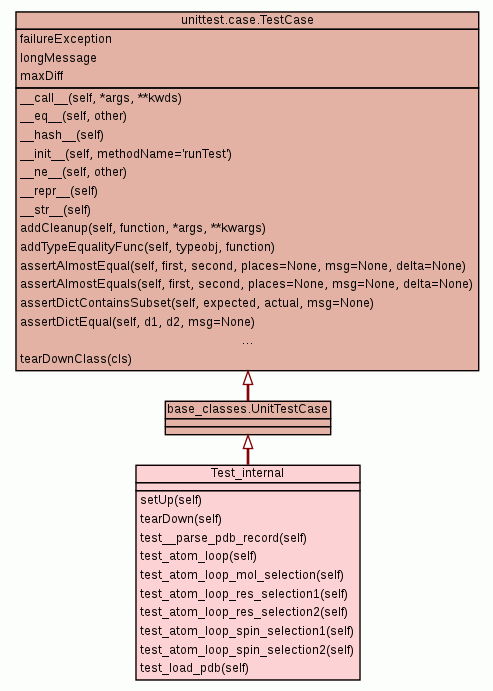 unittest.case.TestCase
failureException
longMessage
maxDiff
__call__(self, *args, **kwds)
__eq__(self, other)
__hash__(self)
__init__(self, methodName='runTest')
__ne__(self, other)
__repr__(self)
__str__(self)
addCleanup(self, function, *args, **kwargs)
addTypeEqualityFunc(self, typeobj, function)
assertAlmostEqual(self, first, second, places=None, msg=None, delta=None)
assertAlmostEquals(self, first, second, places=None, msg=None, delta=None)
assertDictContainsSubset(self, expected, actual, msg=None)
assertDictEqual(self, d1, d2, msg=None)
...
tearDownClass(cls)
base_classes.UnitTestCase
Test_internal
setUp(self)
tearDown(self)
test__parse_pdb_record(self)
test_atom_loop(self)
test_atom_loop_mol_selection(self)
test_atom_loop_res_selection1(self)
test_atom_loop_res_selection2(self)
test_atom_loop_spin_selection1(self)
test_atom_loop_spin_selection2(self)
test_load_pdb(self)